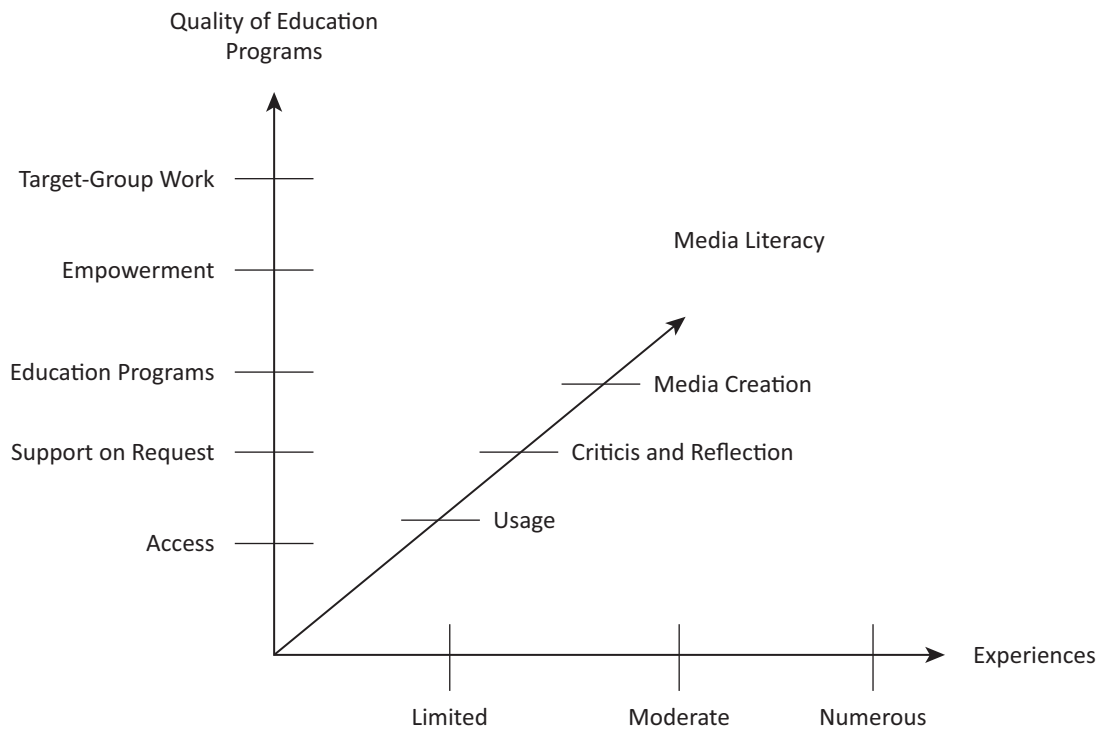 Quality of Education
Programs
Target-Group Work
Media Literacy
Empowerment
Education Programs
Media Creation
Support on Request
Criticis and Reflection
Usage
Access
Experiences
Limited
Moderate
Numerous